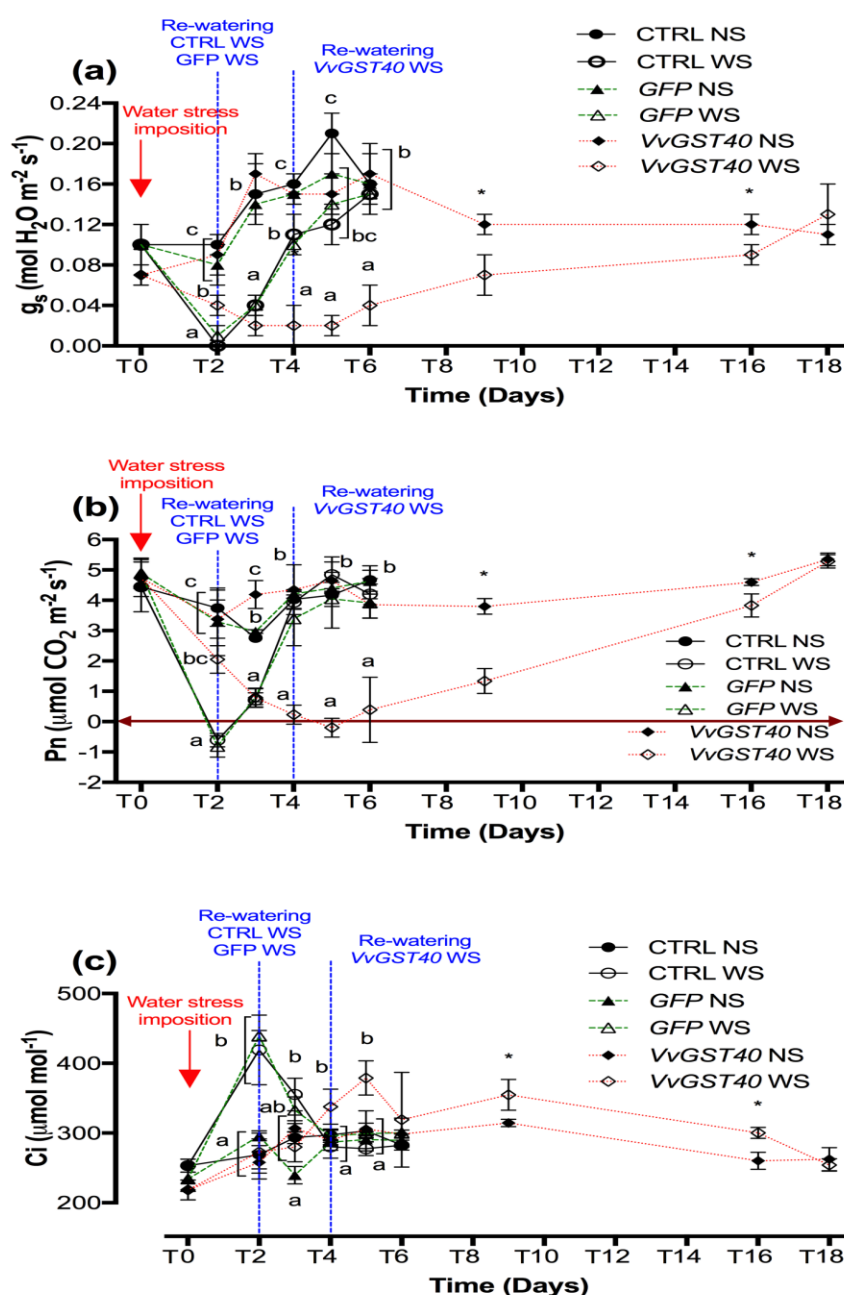 (a)
Re-watering
CTRL WS
GFP WS
Re-watering
VvGST40 WS
CTRL NS
CTRL WS
GFP NS
GFP WS
VvGST40 NS
VvGST40 WS
Water stress
imposition
gs (mol H2O m-2 s-1)
0.24
0.20
0.16
0.12
0.08
0.04
0.00
c
b
a
b
a
c
b
a
c
bc
a
b
a
*
*
T0 T2 T4 T6 T8 T10 T12 T14 T16 T18
Time (Days)
Water stress
imposition
(b)
Re-watering
CTRL WS
GFP WS
Re-watering
VvGST40 WS
Pn (μmol CO2 m-2 s-1)
6
5
4
3
2
1
0
-1
-2
c
bc
a
c
b
a
b
a
b
a
b
a
*
*
CTRL NS
CTRL WS
GFP NS
GFP WS
VvGST40 NS
VvGST40 WS
T0 T2 T4 T6 T8 T10 T12 T14 T16 T18
Time (Days)
(c)
Re-watering
CTRL WS
GFP WS
Re-watering
VvGST40 WS
CTRL NS
CTRL WS
GFP NS
GFP WS
VvGST40 NS
VvGST40 WS
Water stress
imposition
Ci (μmol mol-1)
500
400
300
200
b
a
b
ab
a
b
a
b
a
*
*
T0 T2 T4 T6 T8 T10 T12 T14 T16 T18
Time (Days)